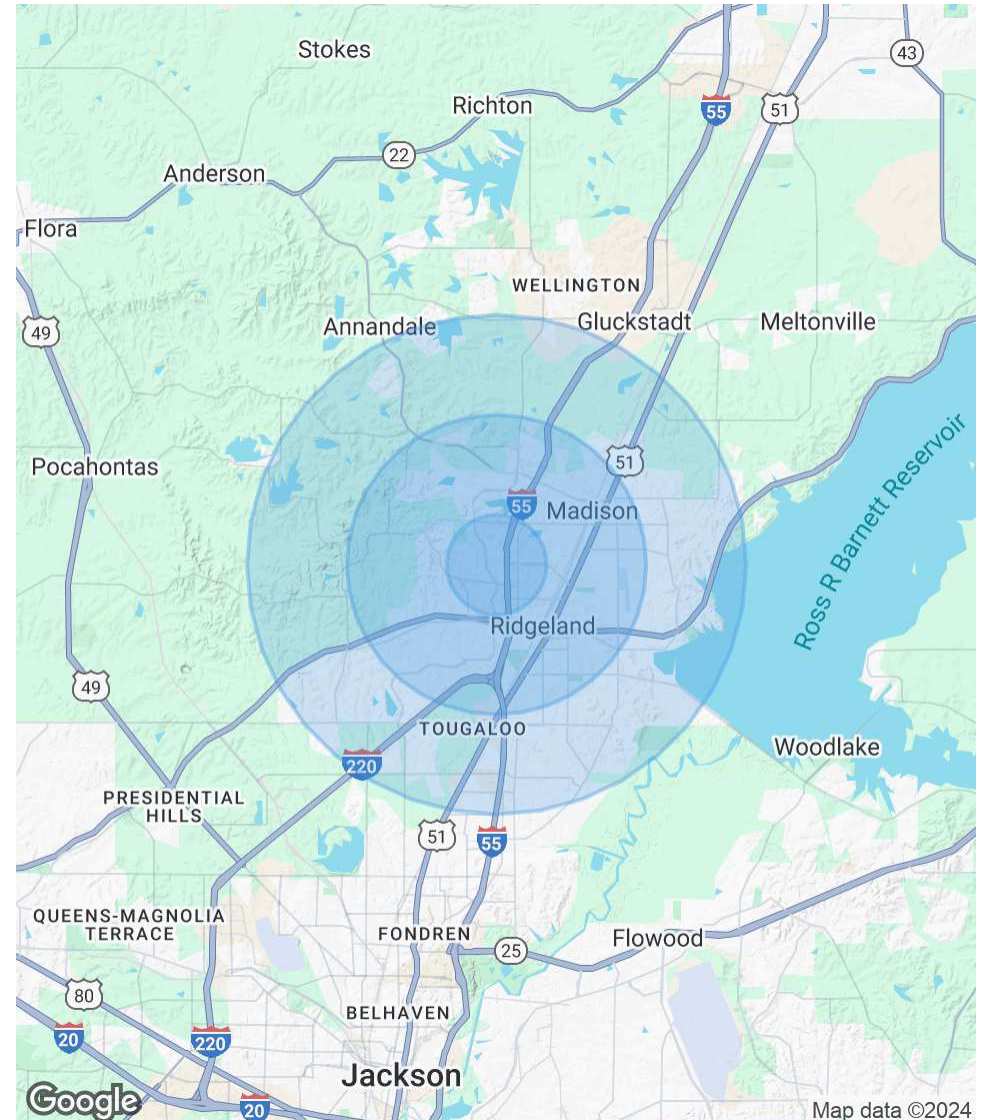 Stokes
43
Richton
55
51
22
Anderson
Flora
WELLINGTON
49
Annandale
Gluckstadt
Meltonville
51
Pocahontas
55
Madison
Ross R Barnett Reservoir
Ridgeland
49
TOUGALOO
Woodlake
220
PRESIDENTIAL
HILLS
51
55
QUEENS-MAGNOLIA
TERRACE
FONDREN
Flowood
25
80
BELHAVEN
20
220
Jackson
Google
20
Map data ©2024